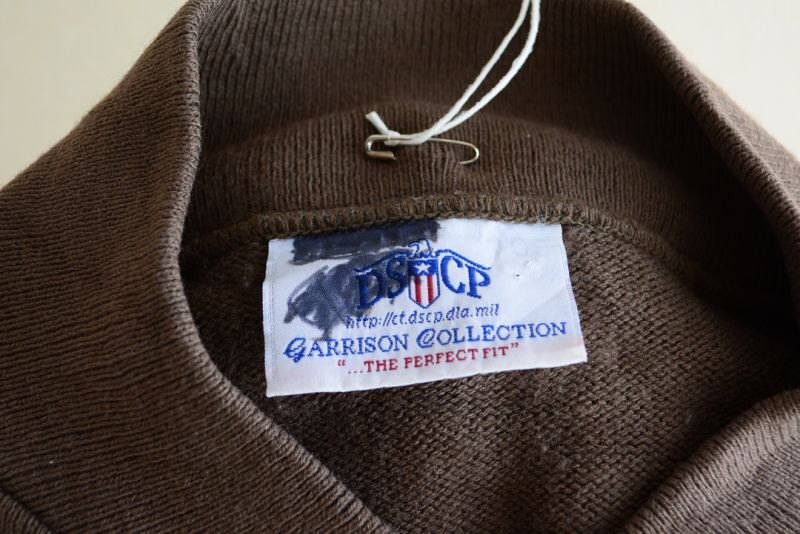 DSCP
http://ct.dscp.dla.mil
GARRISON COLLECTION
"...THE PERFECT FIT"